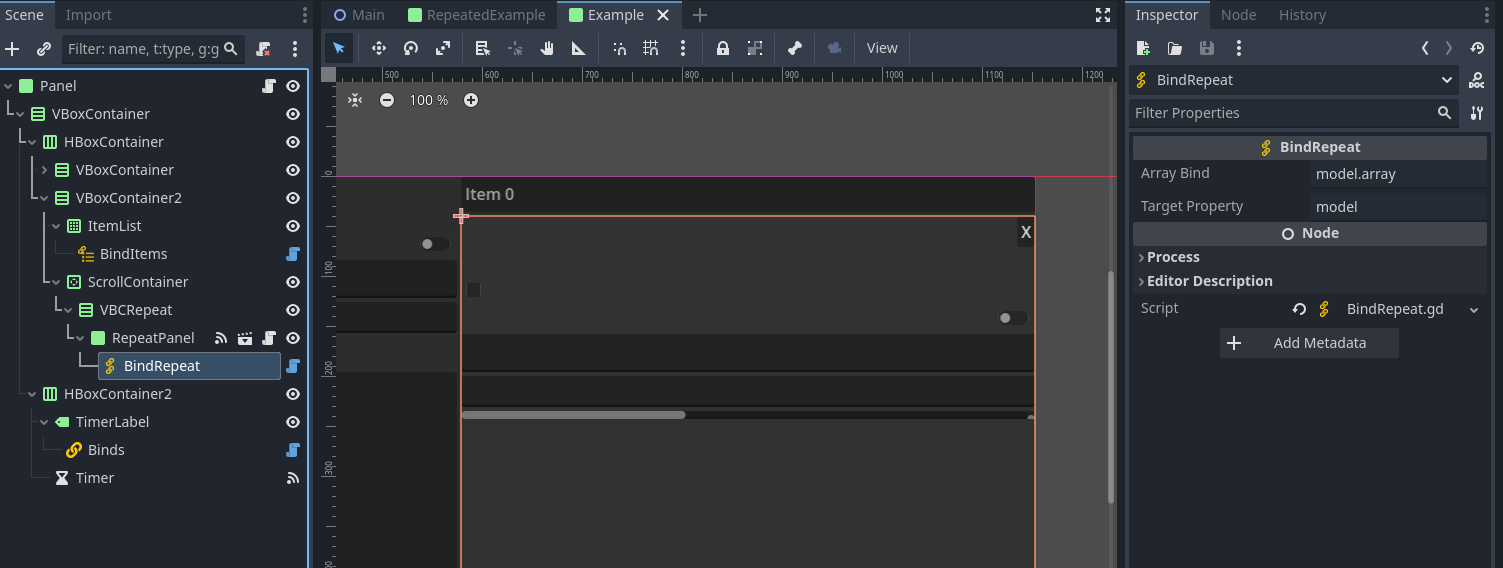 Scene Import
Filter: name, t:type, g:g
Panel
VBoxContainer
HBoxContainer
VBoxContainer
VBoxContainer2
ItemList
BindItems
ScrollContainer
VBCRepeat
RepeatPanel
BindRepeat
HBoxContainer2
TimerLabel
Binds
Timer
Main RepeatedExample Example
View
500 600 700 800 900 1000 1100 1200
100 %
0
100
200
300
Item 0
X
Inspector Node History
BindRepeat
DOC
Filter Properties
BindRepeat
Array Bind model.array
Target Property model
Node
Process
Editor Description
Script BindRepeat.gd
Add Metadata